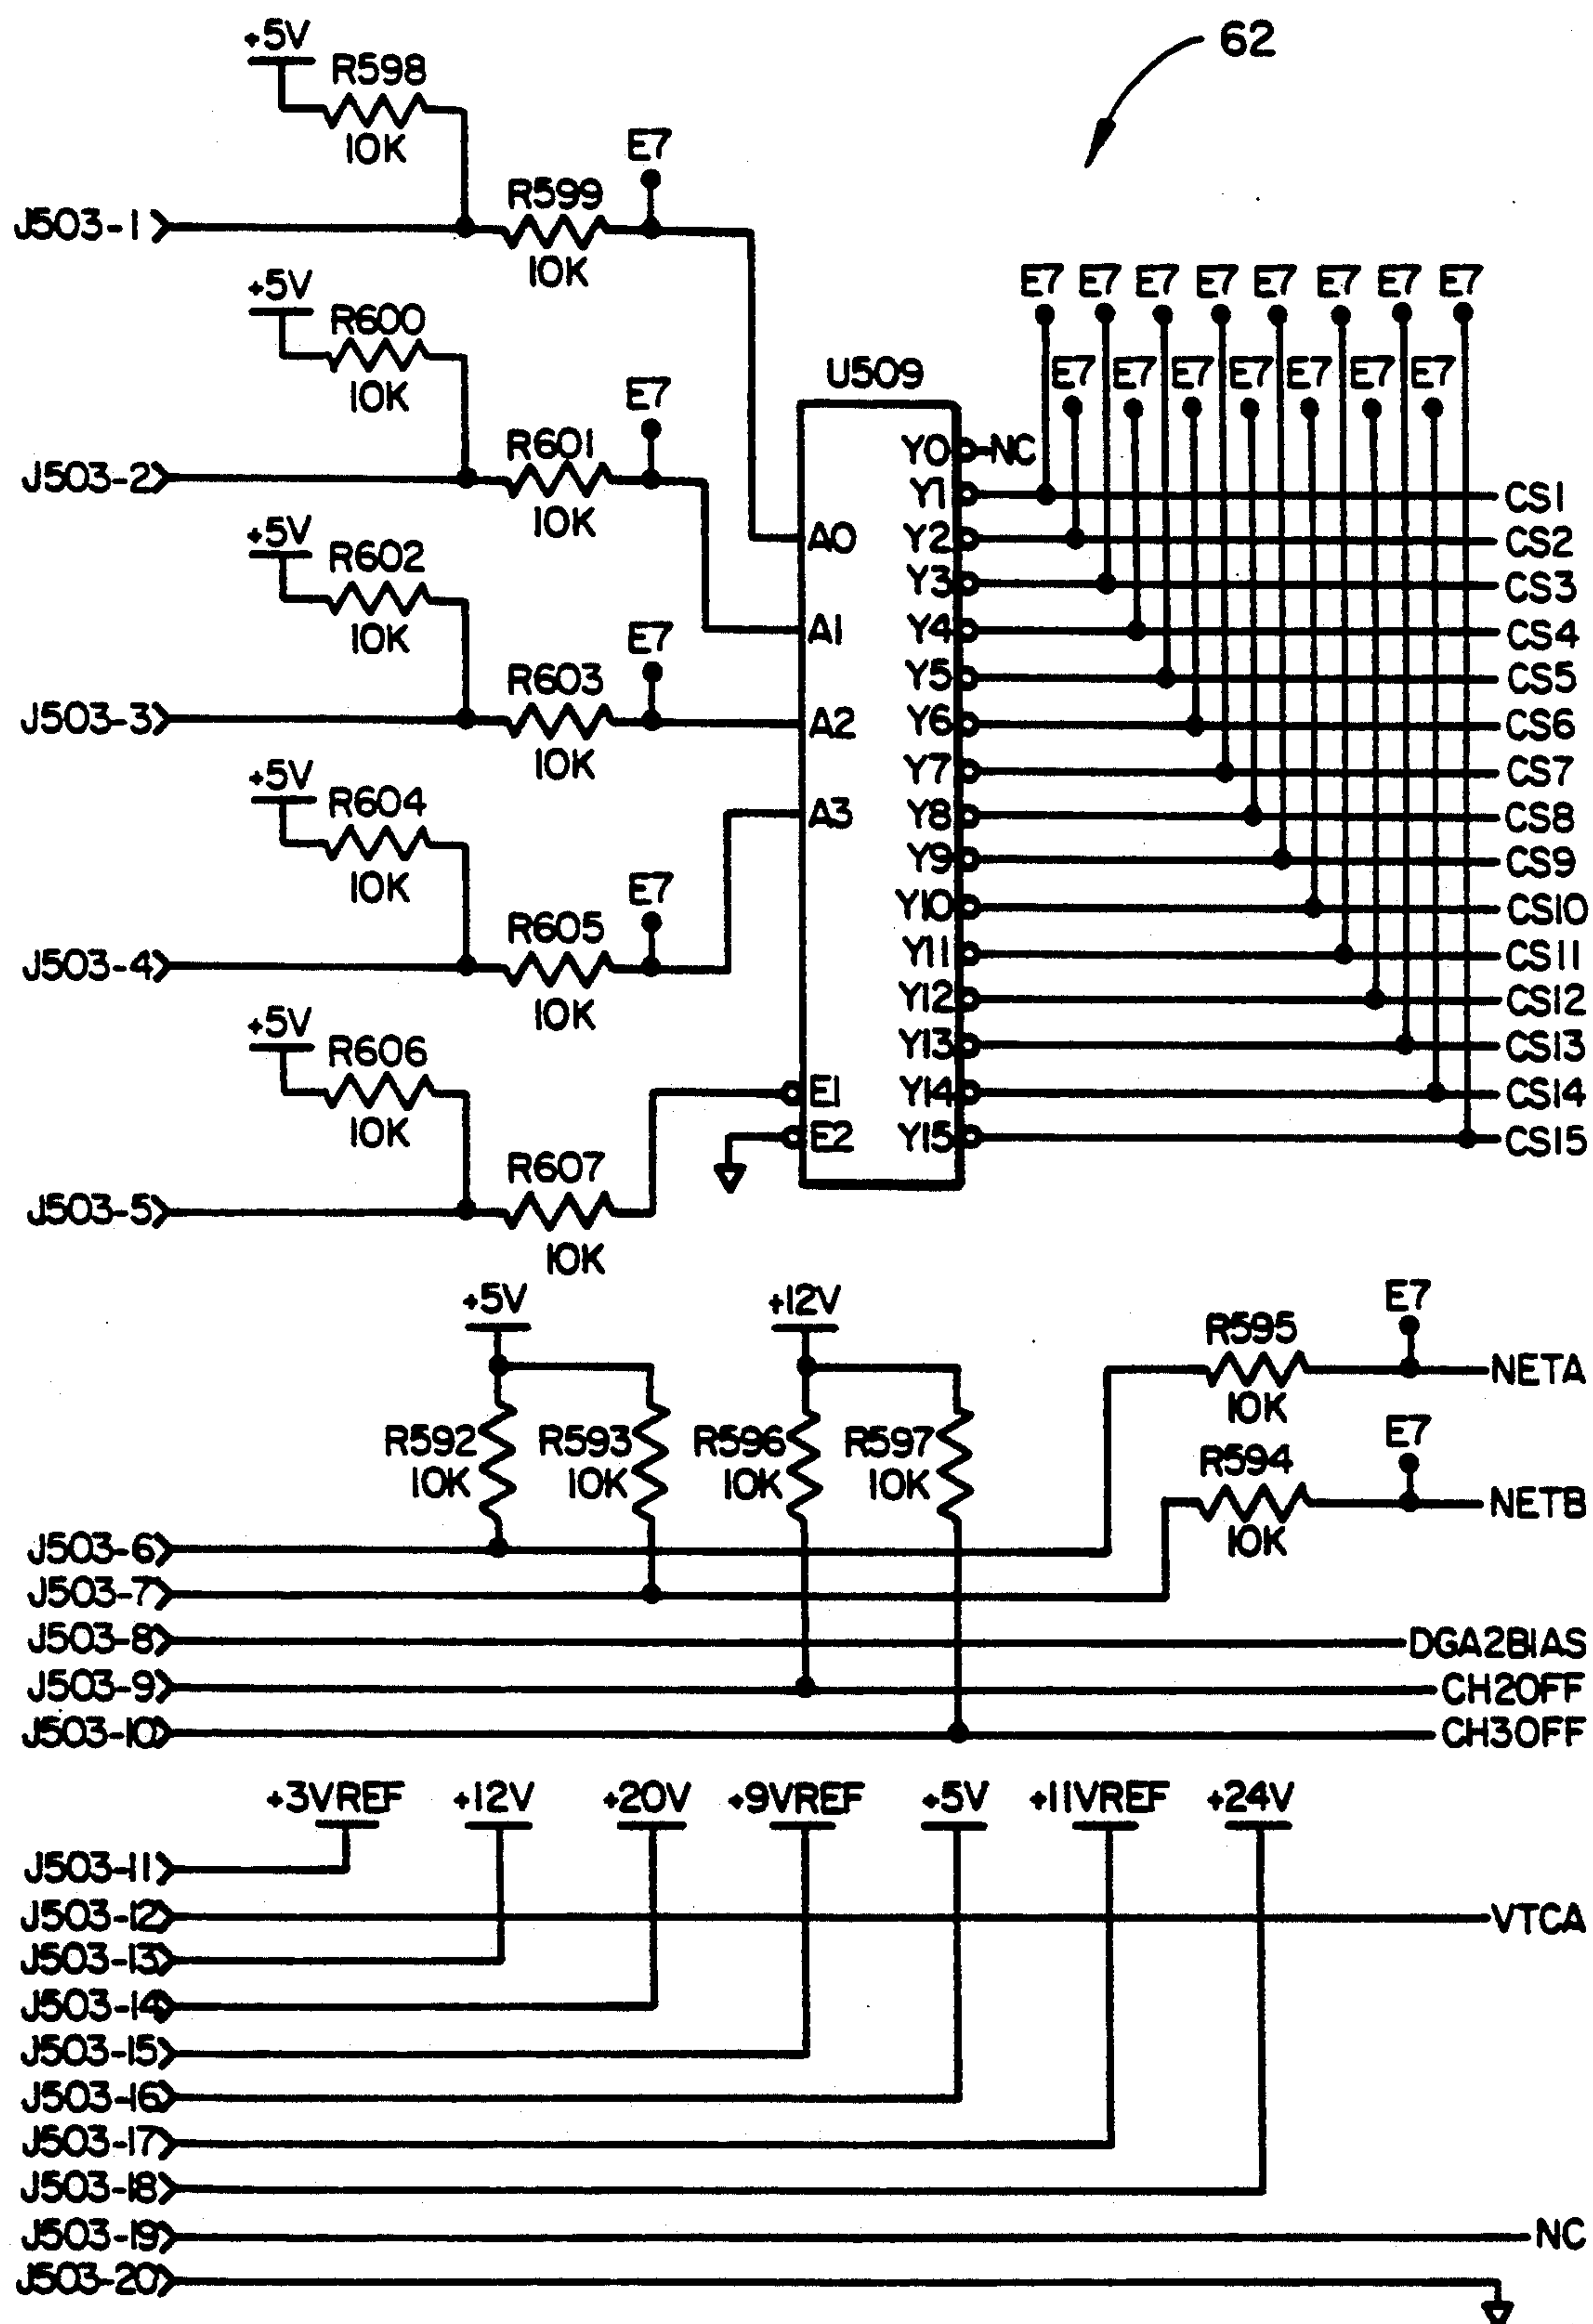 62
+5V
R598
10K
E7
J503-1
R599
10K
+5V
R600
10K
E7
J503-2
R601
10K
+5V
R602
10K
E7
J503-3
R603
10K
+5V
R604
10K
E7
J503-4
R605
10K
+5V
R606
10K
J503-5
R607
10K
E7 E7 E7 E7 E7 E7 E7 E7
E7 E7 E7 E7 E7 E7 E7
U509
A0
A1
A2
A3
E1
E2
Y0 NC
Y1 CS1
Y2 CS2
Y3 CS3
Y4 CS4
Y5 CS5
Y6 CS6
Y7 CS7
Y8 CS8
Y9 CS9
Y10 CS10
Y11 CS11
Y12 CS12
Y13 CS13
Y14 CS14
Y15 CS15
+5V +12V
R592 10K
R593 10K
R596 10K
R597 10K
R595
10K
E7
NETA
R594
10K
E7
NETB
J503-6
J503-7
J503-8 DGA2BIAS
J503-9 CH2OFF
J503-10 CH3OFF
+3VREF +12V +20V +9VREF +5V +11VREF +24V
J503-11
J503-12 VTCA
J503-13
J503-14
J503-15
J503-16
J503-17
J503-18
J503-19 NC
J503-20